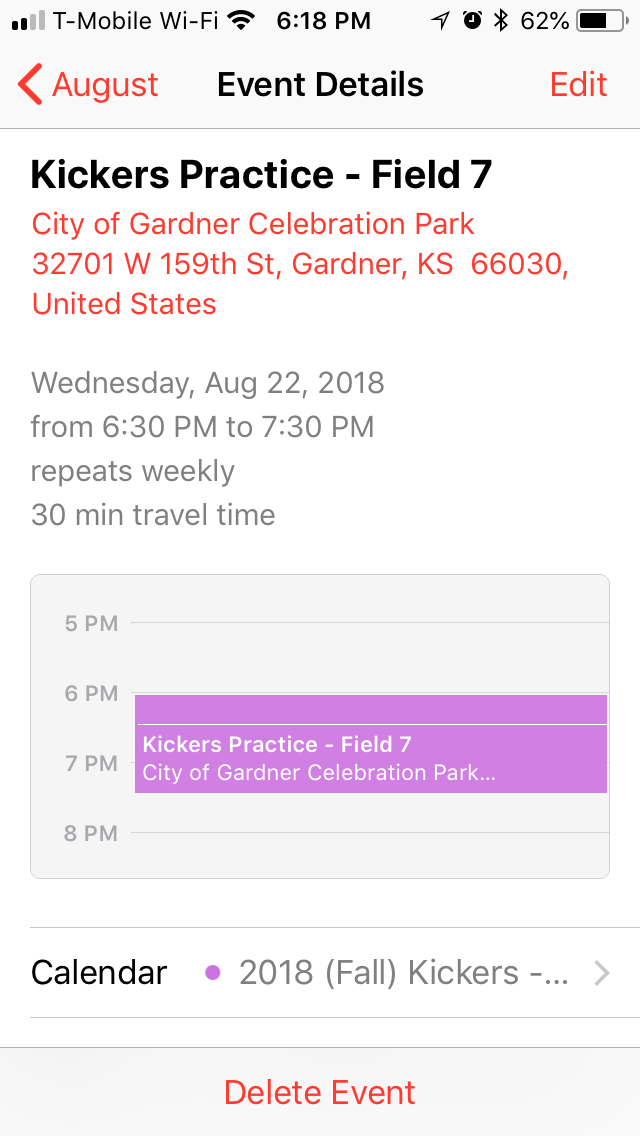 T-Mobile Wi-Fi 6:18 PM 62%
August Event Details Edit
Kickers Practice - Field 7
City of Gardner Celebration Park
32701 W 159th St, Gardner, KS  66030,
United States
Wednesday, Aug 22, 2018
from 6:30 PM to 7:30 PM
repeats weekly
30 min travel time
5 PM
6 PM
Kickers Practice - Field 7
7 PM
City of Gardner Celebration Park...
8 PM
Calendar 2018 (Fall) Kickers -...
Delete Event